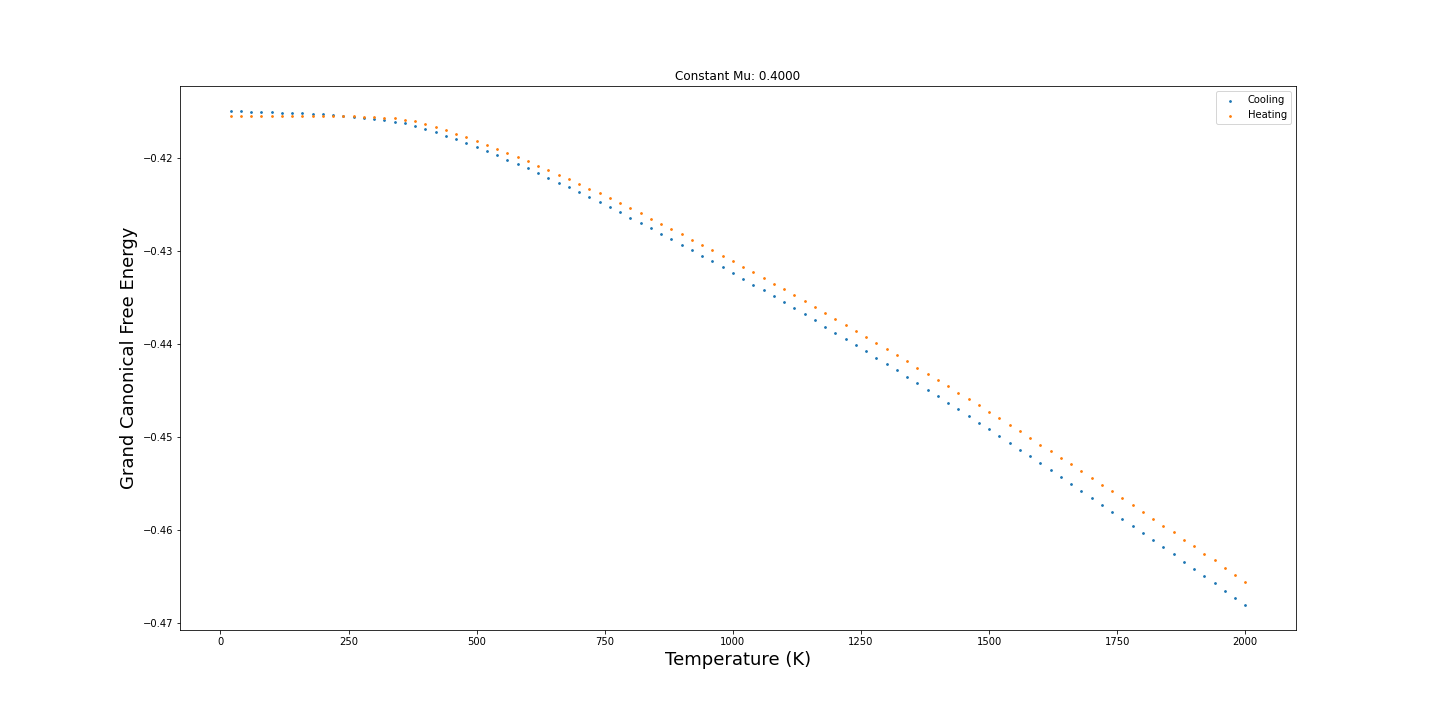 Constant Mu: 0.4000
Cooling
Heating
Grand Canonical Free Energy
−0.42
−0.43
−0.44
−0.45
−0.46
−0.47
0 250 500 750 1000 1250 1500 1750 2000
Temperature (K)